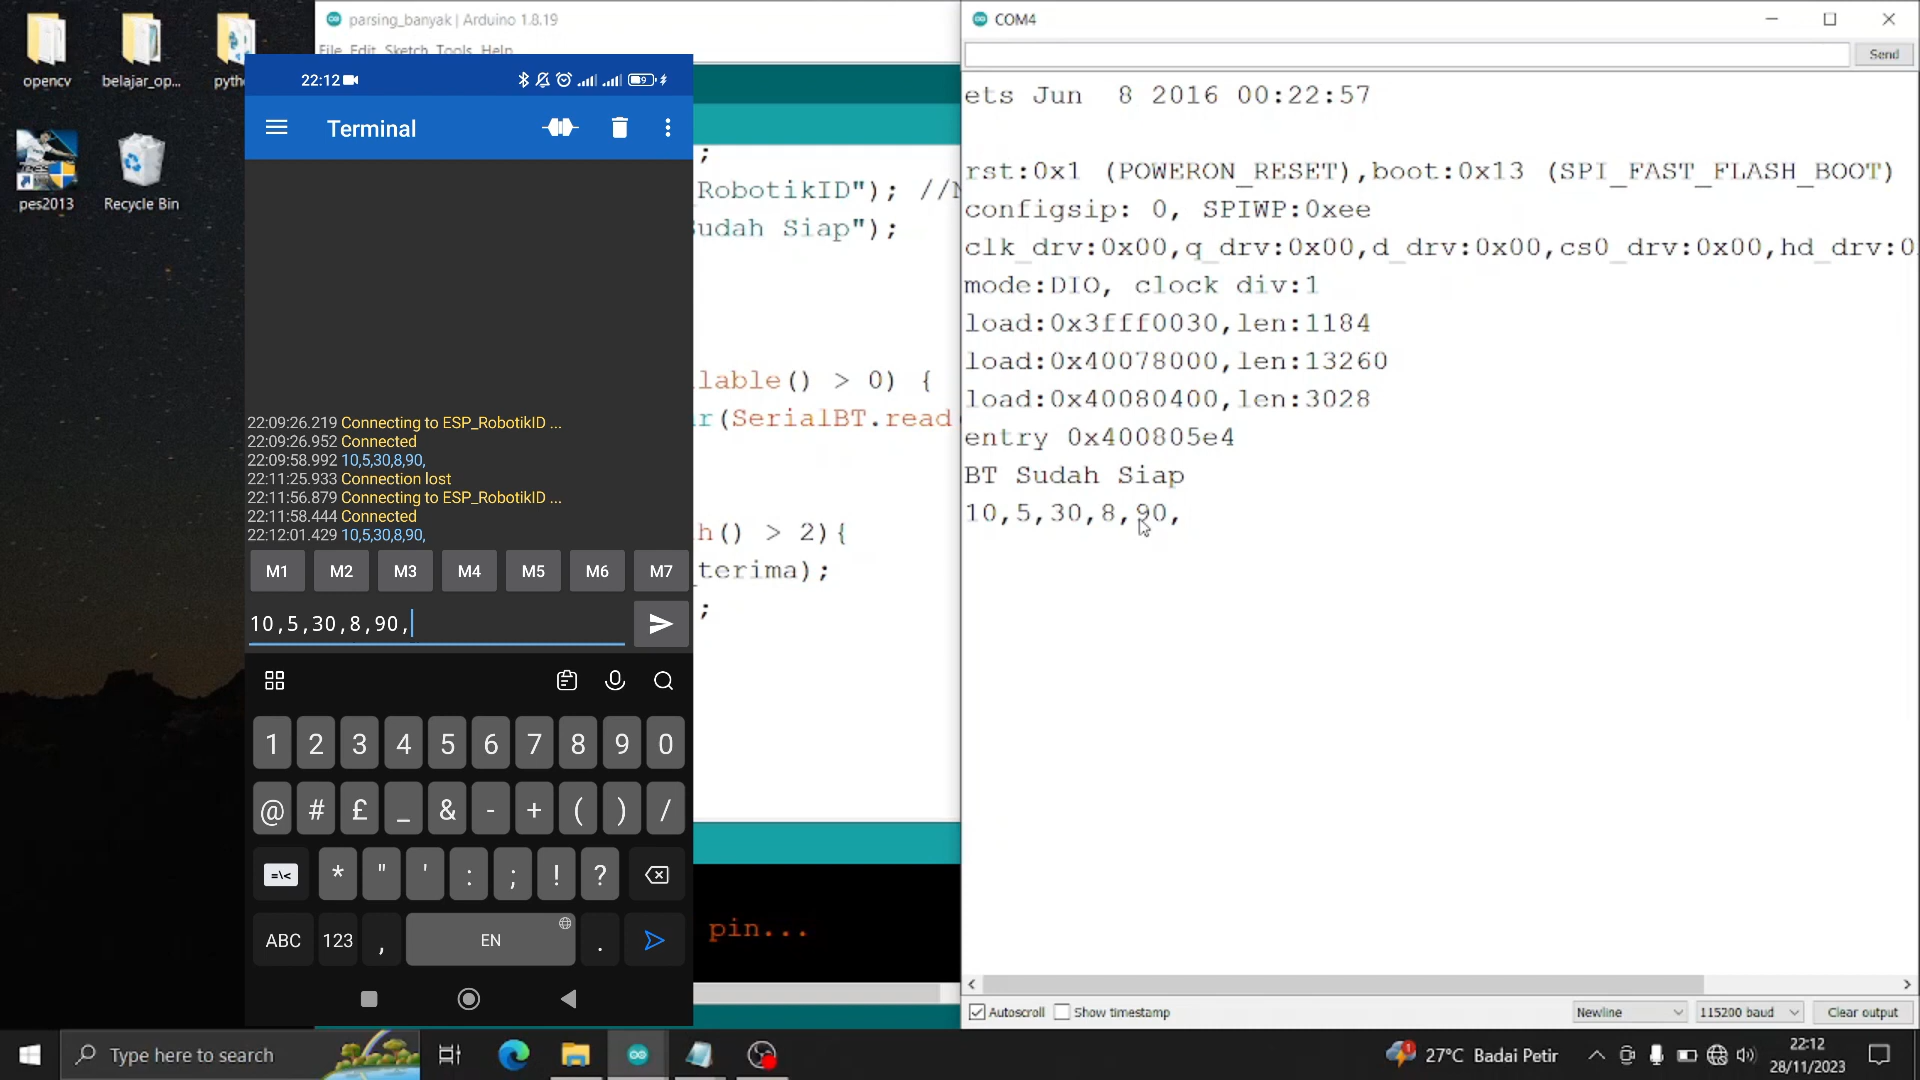 opencv
belajar_op...
pes2013
Recycle Bin
parsing_banyak | Arduino 1.8.19
File Edit Sketch Tools Help
22:12
9
Terminal
;
RobotikID"); //
Sudah Siap");
lable() > 0) {
r(SerialBT.read
h() > 2){
terima);
;
pin...
22:09:26.219 Connecting to ESP_RobotikID ...
22:09:26.952 Connected
22:09:58.992 10,5,30,8,90,
22:11:25.933 Connection lost
22:11:56.879 Connecting to ESP_RobotikID ...
22:11:58.444 Connected
22:12:01.429 10,5,30,8,90,
M1 M2 M3 M4 M5 M6 M7
10,5,30,8,90,
1 2 3 4 5 6 7 8 9 0
@ # £ _ & - + ( ) /
=\< * " ' : ; ! ?
ABC 123 , EN .
COM4
Send
ets Jun  8 2016 00:22:57
rst:0x1 (POWERON_RESET),boot:0x13 (SPI_FAST_FLASH_BOOT)
configsip: 0, SPIWP:0xee
clk_drv:0x00,q_drv:0x00,d_drv:0x00,cs0_drv:0x00,hd_drv:0
mode:DIO, clock div:1
load:0x3fff0030,len:1184
load:0x40078000,len:13260
load:0x40080400,len:3028
entry 0x400805e4
BT Sudah Siap
10,5,30,8,90,
Autoscroll Show timestamp Newline 115200 baud Clear output
Type here to search
27°C Badai Petir
22:12
28/11/2023